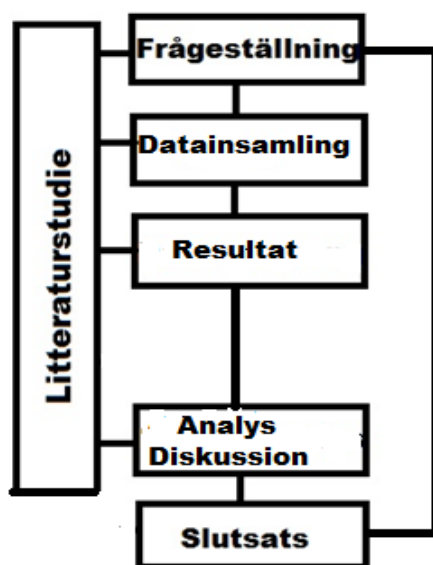 Frågeställning
Datainsamling
Resultat
Litteraturstudie
Analys
Diskussion
Slutsats